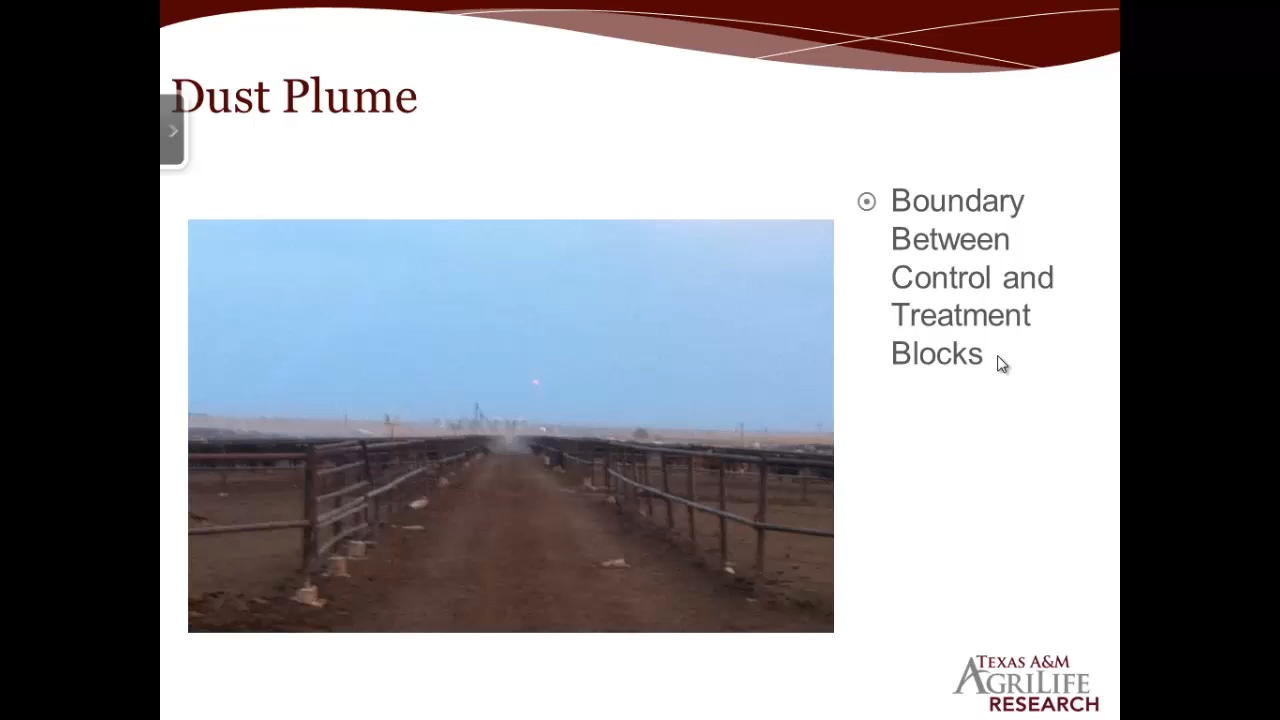 Dust Plume
Boundary
Between
Control and
Treatment
Blocks
TEXAS A&M
AGRILIFE
RESEARCH